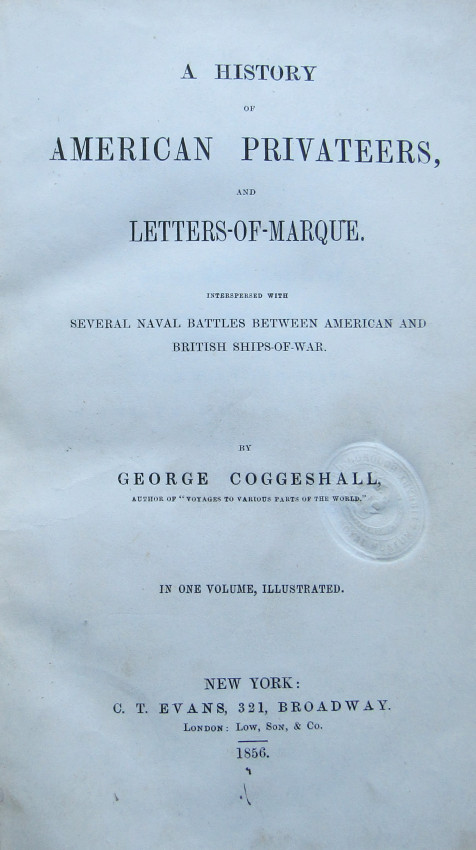 A HISTORY
OF
AMERICAN PRIVATEERS,
AND
LETTERS-OF-MARQUE.
INTERSPERSED WITH
SEVERAL NAVAL BATTLES BETWEEN AMERICAN AND
BRITISH SHIPS-OF-WAR.
BY
GEORGE COGGESHALL,
AUTHOR OF "VOYAGES TO VARIOUS PARTS OF THE WORLD."
IN ONE VOLUME, ILLUSTRATED.
NEW YORK:
C. T. EVANS, 321, BROADWAY.
LONDON: LOW, SON, & CO.
1856.